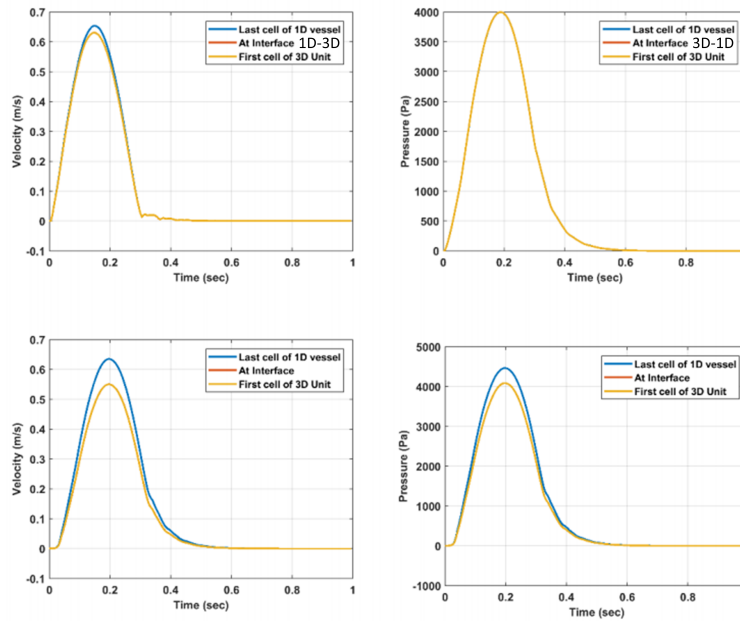 0.7
0.6
0.5
0.4
0.3
0.2
0.1
0
-0.1
Velocity (m/s)
Last cell of 1D vessel
At Interface 1D-3D
First cell of 3D Unit
0 0.2 0.4 0.6 0.8 1
Time (sec)
4000
3500
3000
2500
2000
1500
1000
500
0
Pressure (Pa)
Last cell of 1D vessel
At Interface 3D-1D
First cell of 3D Unit
0 0.2 0.4 0.6 0.8
Time (sec)
0.7
0.6
0.5
0.4
0.3
0.2
0.1
0
-0.1
Velocity (m/s)
Last cell of 1D vessel
At Interface
First cell of 3D Unit
0 0.2 0.4 0.6 0.8 1
Time (sec)
5000
4000
3000
2000
1000
0
-1000
Pressure (Pa)
Last cell of 1D vessel
At Interface
First cell of 3D Unit
0 0.2 0.4 0.6 0.8
Time (sec)